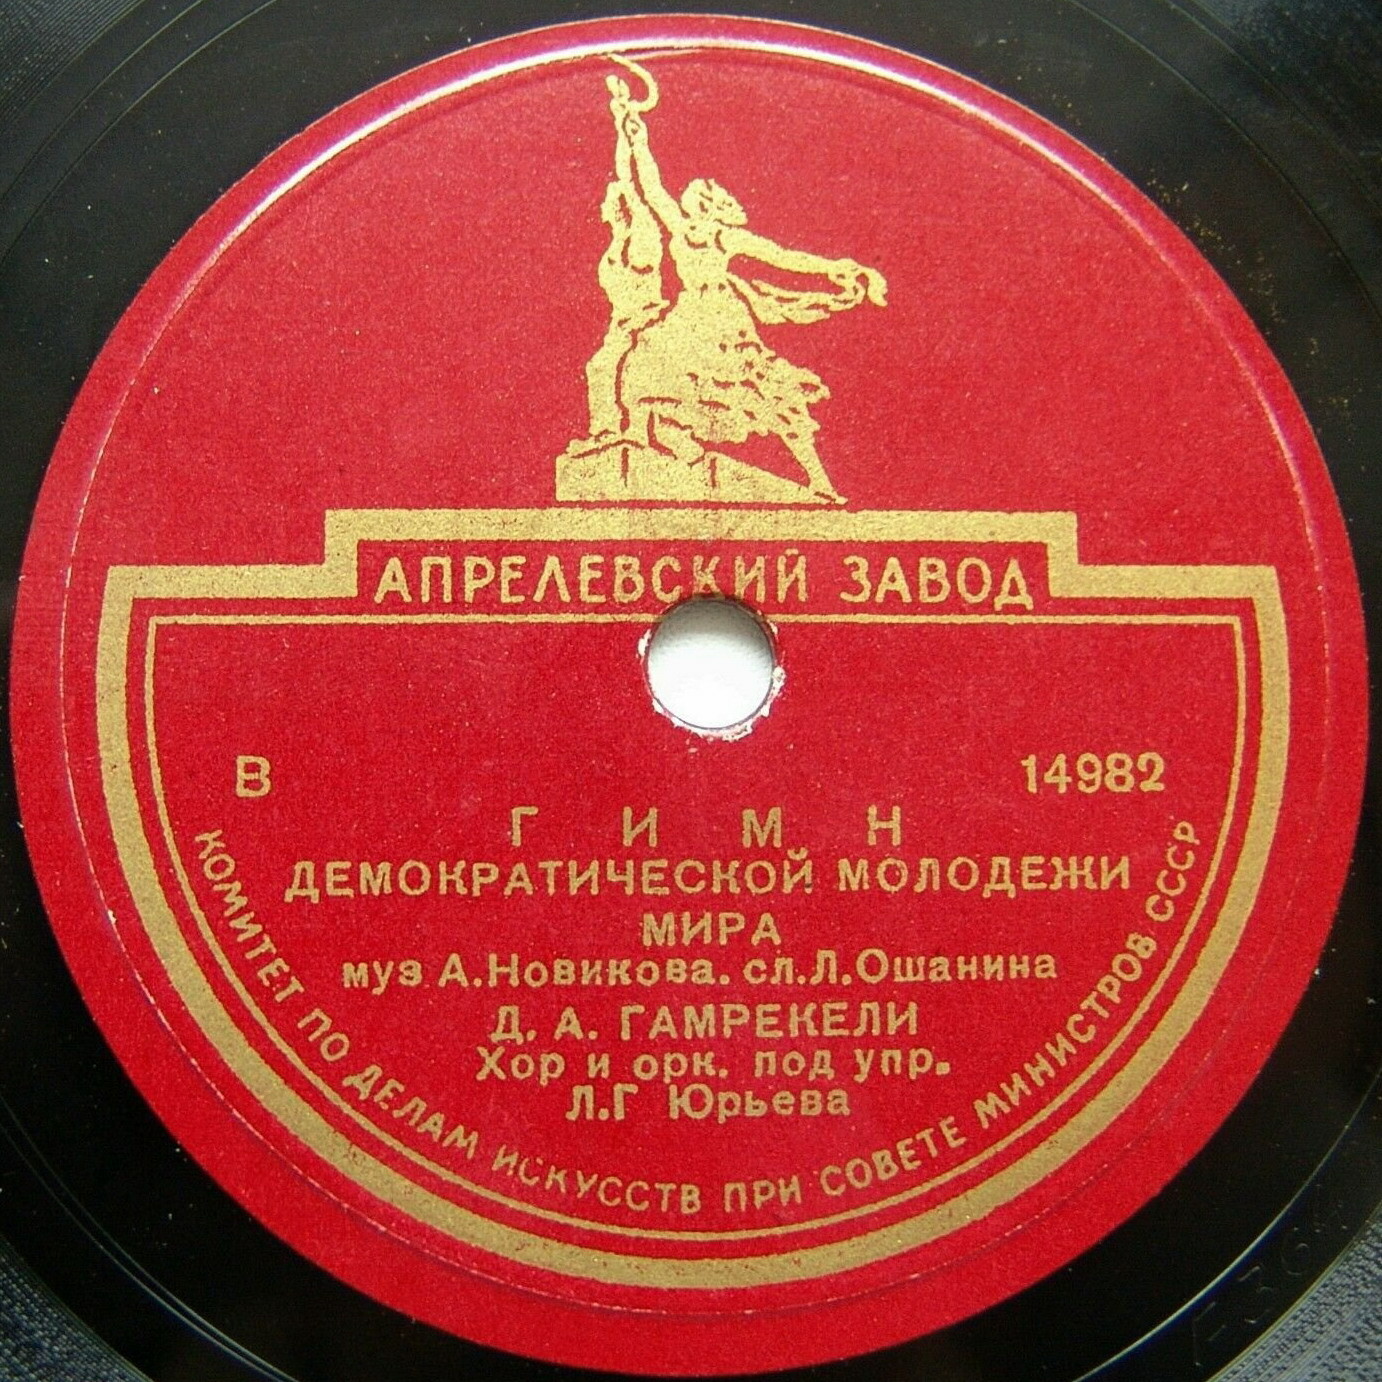 АПРЕЛЕВСКИЙ ЗАВОД
В 14982
ГИМН
ДЕМОКРАТИЧЕСКОЙ МОЛОДЕЖИ
МИРА
муз А.Новикова. сл.Л.Ошанина
Д. А. ГАМРЕКЕЛИ
Хор и орк. под упр.
Л.Г Юрьева
КОМИТЕТ ПО ДЕЛАМ ИСКУССТВ ПРИ СОВЕТЕ МИНИСТРОВ СССР